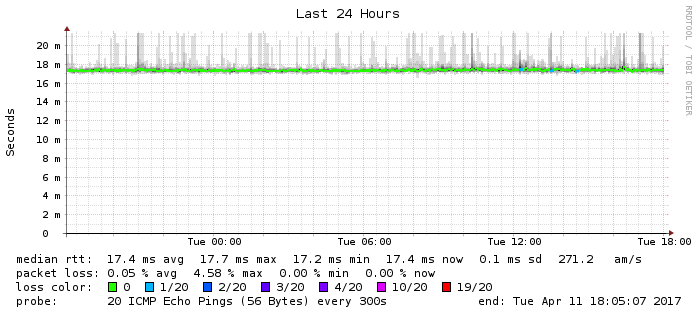 Last 24 Hours
RRDTOOL / TOBI OETIKER
Seconds
20 m
18 m
16 m
14 m
12 m
10 m
8 m
6 m
4 m
2 m
0
Tue 00:00 Tue 06:00 Tue 12:00 Tue 18:00
median rtt: 17.4 ms avg 17.7 ms max 17.2 ms min 17.4 ms now 0.1 ms sd 271.2 am/s
packet loss: 0.05 % avg 4.58 % max 0.00 % min 0.00 % now
loss color: 0 1/20 2/20 3/20 4/20 10/20 19/20
probe: 20 ICMP Echo Pings (56 Bytes) every 300s end: Tue Apr 11 18:05:07 2017